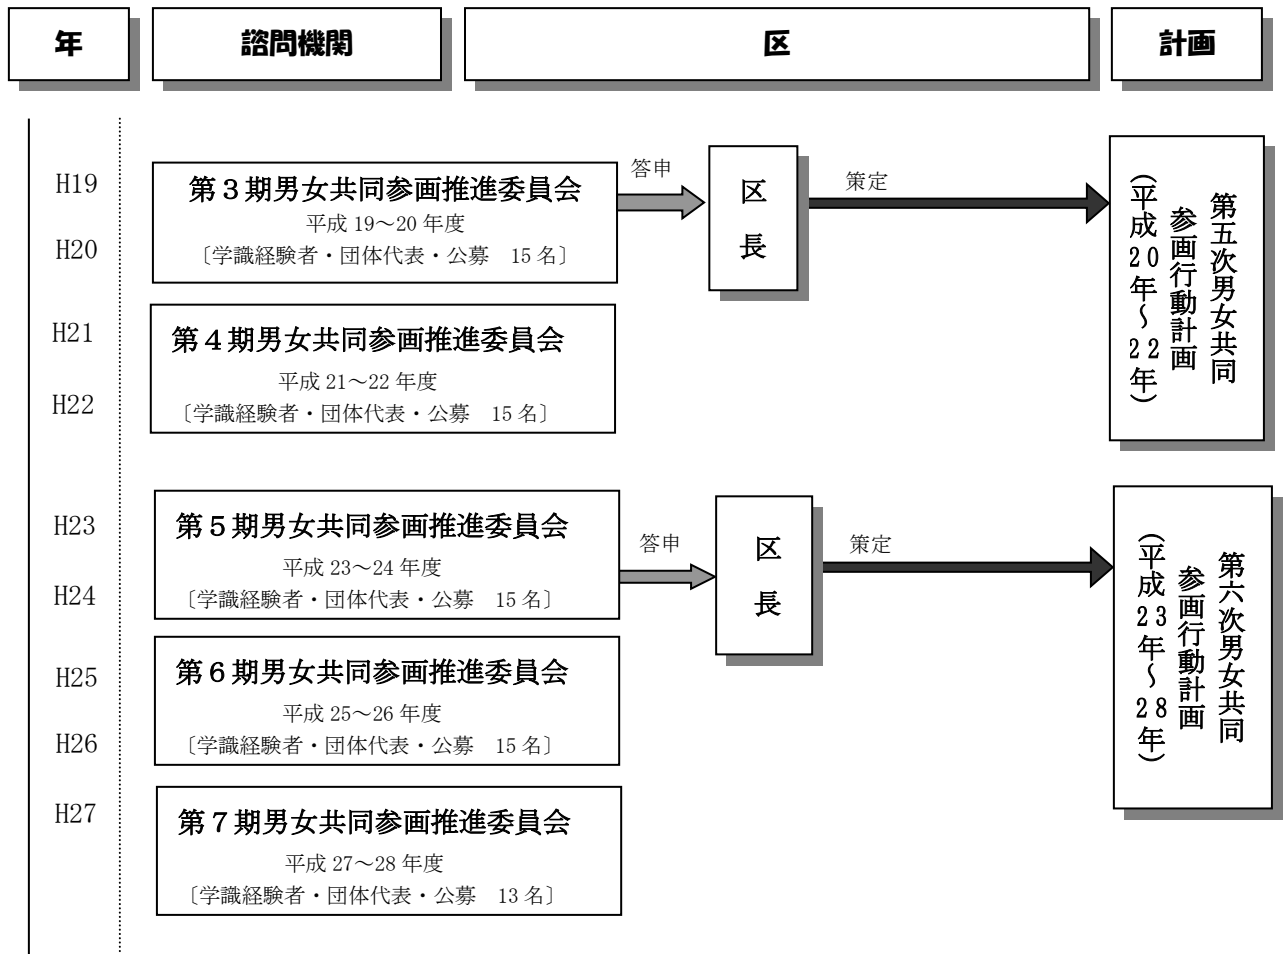 年
諮問機関
区
計画
H19
H20
第３期男女共同参画推進委員会
平成 19～20 年度
〔学識経験者・団体代表・公募　15 名〕
答申
区長
策定
第五次男女共同
参画行動計画
（平成２０年～２２年）
H21
H22
第４期男女共同参画推進委員会
平成 21～22 年度
〔学識経験者・団体代表・公募　15 名〕
H23
H24
第５期男女共同参画推進委員会
平成 23～24 年度
〔学識経験者・団体代表・公募　15 名〕
答申
区長
策定
第六次男女共同
参画行動計画
（平成２３年～２８年）
H25
H26
第６期男女共同参画推進委員会
平成 25～26 年度
〔学識経験者・団体代表・公募　15 名〕
H27
第７期男女共同参画推進委員会
平成 27～28 年度
〔学識経験者・団体代表・公募　13 名〕